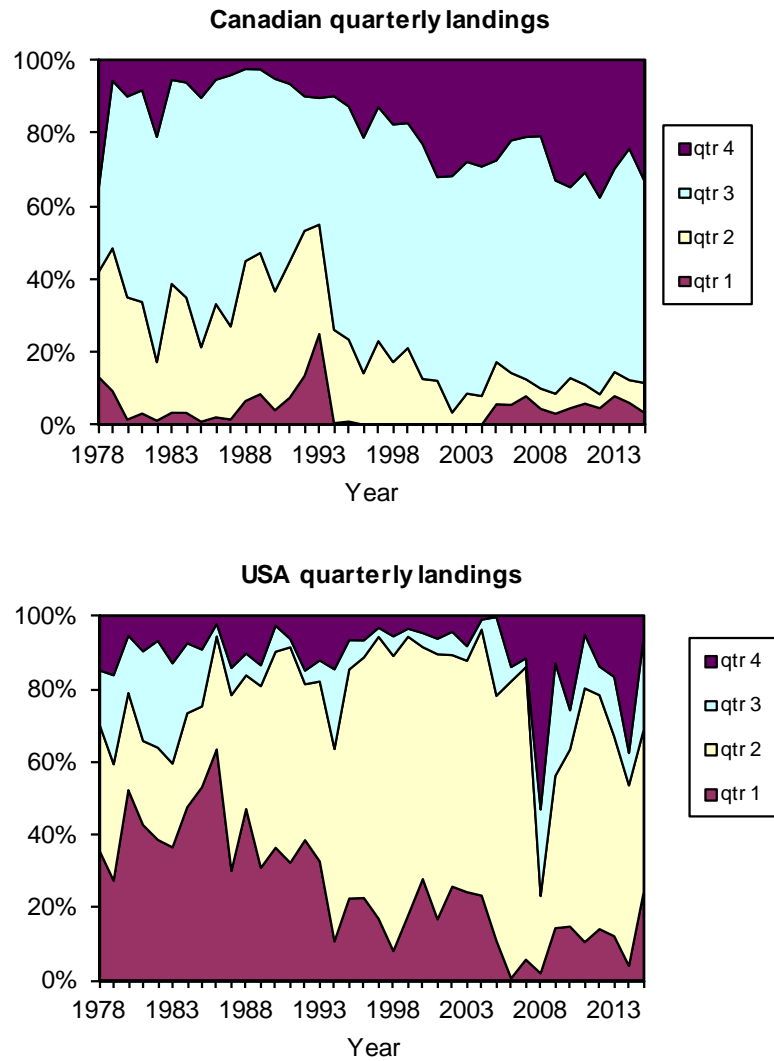 Canadian quarterly landings
100%
80%
60%
40%
20%
0%
1978 1983 1988 1993 1998 2003 2008 2013
Year
qtr 4
qtr 3
qtr 2
qtr 1
USA quarterly landings
100%
80%
60%
40%
20%
0%
1978 1983 1988 1993 1998 2003 2008 2013
Year
qtr 4
qtr 3
qtr 2
qtr 1